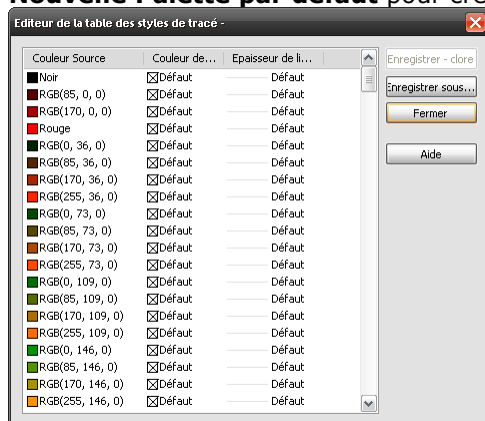 Nouvelle Palette par défaut pour cré
Editeur de la table des styles de tracé -
Couleur Source Couleur de... Epaisseur de li...
Noir Défaut Défaut
RGB(85, 0, 0) Défaut Défaut
RGB(170, 0, 0) Défaut Défaut
Rouge Défaut Défaut
RGB(0, 36, 0) Défaut Défaut
RGB(85, 36, 0) Défaut Défaut
RGB(170, 36, 0) Défaut Défaut
RGB(255, 36, 0) Défaut Défaut
RGB(0, 73, 0) Défaut Défaut
RGB(85, 73, 0) Défaut Défaut
RGB(170, 73, 0) Défaut Défaut
RGB(255, 73, 0) Défaut Défaut
RGB(0, 109, 0) Défaut Défaut
RGB(85, 109, 0) Défaut Défaut
RGB(170, 109, 0) Défaut Défaut
RGB(255, 109, 0) Défaut Défaut
RGB(0, 146, 0) Défaut Défaut
RGB(85, 146, 0) Défaut Défaut
RGB(170, 146, 0) Défaut Défaut
RGB(255, 146, 0) Défaut Défaut
Enregistrer - clore
Enregistrer sous...
Fermer
Aide